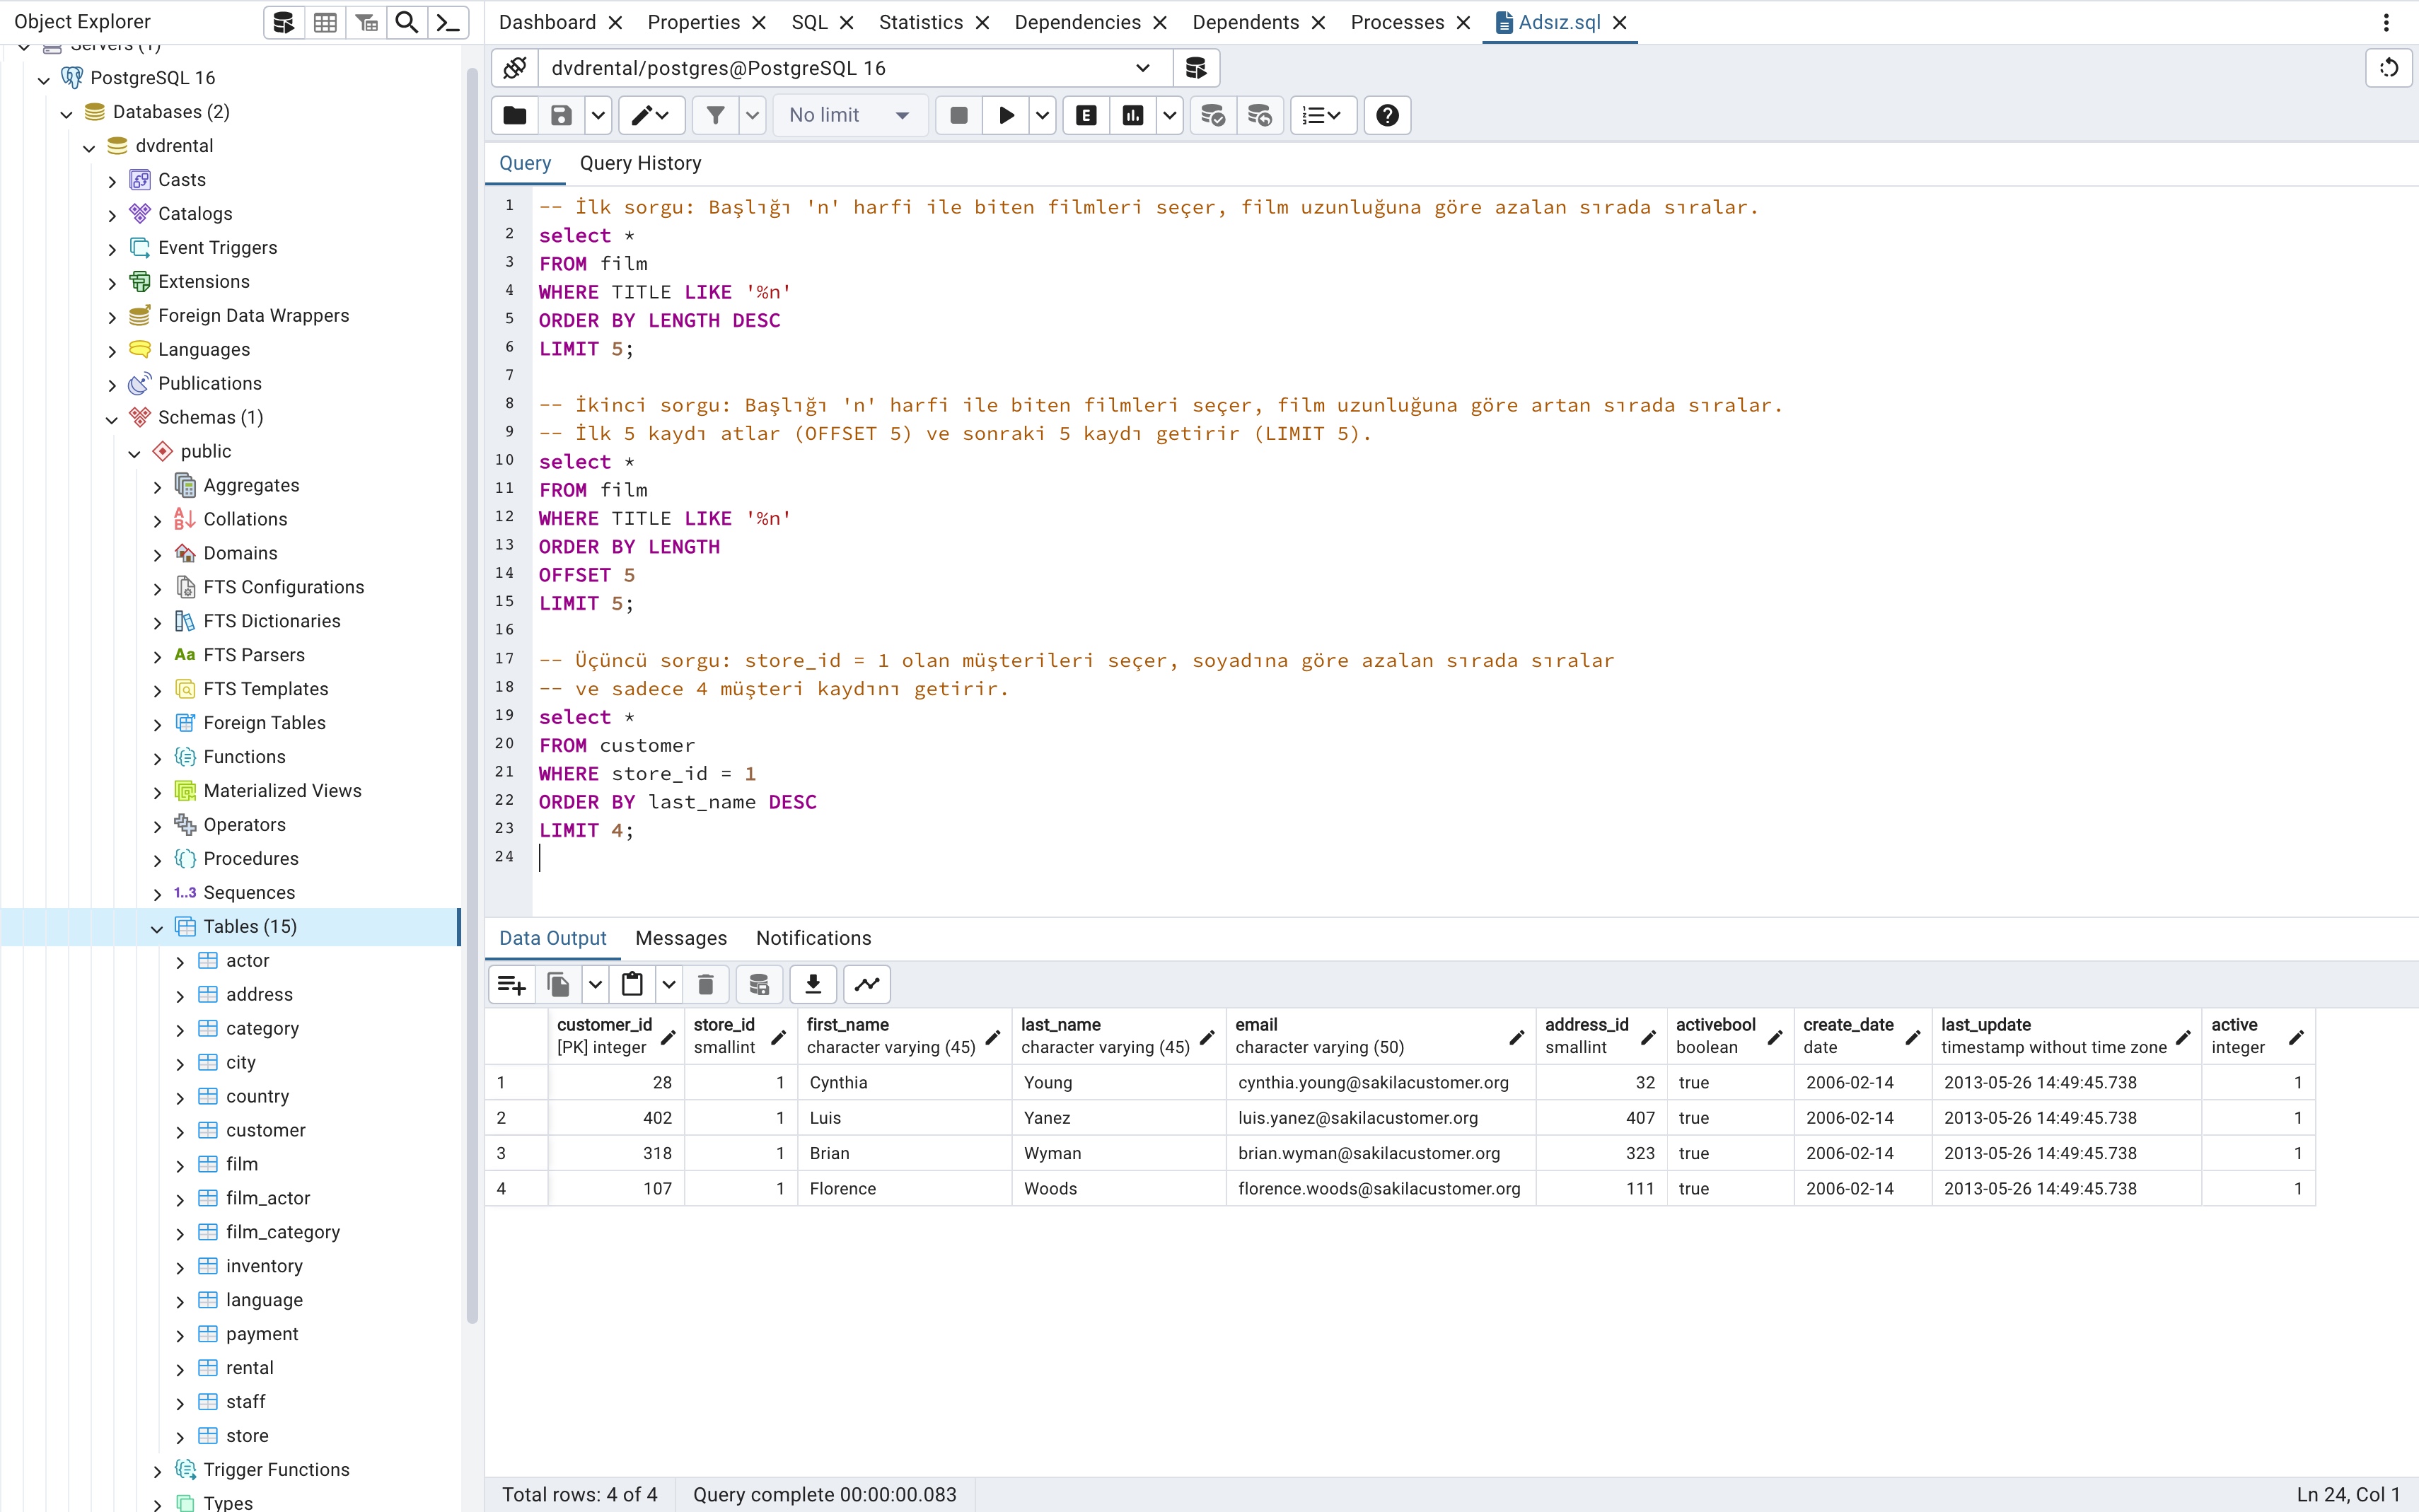 Object Explorer
Dashboard
Properties
SQL
Statistics
Dependencies
Dependents
Processes
Adsız.sql
Servers (1)
PostgreSQL 16
Databases (2)
dvdrental
Casts
Catalogs
Event Triggers
Extensions
Foreign Data Wrappers
Languages
Publications
Schemas (1)
public
Aggregates
Collations
Domains
FTS Configurations
FTS Dictionaries
Aa FTS Parsers
FTS Templates
Foreign Tables
Functions
Materialized Views
Operators
Procedures
1..3 Sequences
Tables (15)
actor
address
category
city
country
customer
film
film_actor
film_category
inventory
language
payment
rental
staff
store
Trigger Functions
Types
dvdrental/postgres@PostgreSQL 16
No limit
E
Query Query History
1 -- İlk sorgu: Başlığı 'n' harfi ile biten filmleri seçer, film uzunluğuna göre azalan sırada sıralar.
2 select *
3 FROM film
4 WHERE TITLE LIKE '%n'
5 ORDER BY LENGTH DESC
6 LIMIT 5;
7
8 -- İkinci sorgu: Başlığı 'n' harfi ile biten filmleri seçer, film uzunluğuna göre artan sırada sıralar.
9 -- İlk 5 kaydı atlar (OFFSET 5) ve sonraki 5 kaydı getirir (LIMIT 5).
10 select *
11 FROM film
12 WHERE TITLE LIKE '%n'
13 ORDER BY LENGTH
14 OFFSET 5
15 LIMIT 5;
16
17 -- Üçüncü sorgu: store_id = 1 olan müşterileri seçer, soyadına göre azalan sırada sıralar
18 -- ve sadece 4 müşteri kaydını getirir.
19 select *
20 FROM customer
21 WHERE store_id = 1
22 ORDER BY last_name DESC
23 LIMIT 4;
24
Data Output Messages Notifications
customer_id store_id first_name last_name email address_id activebool create_date last_update active
[PK] integer smallint character varying (45) character varying (45) character varying (50) smallint boolean date timestamp without time zone integer
1 28 1 Cynthia Young cynthia.young@sakilacustomer.org 32 true 2006-02-14 2013-05-26 14:49:45.738 1
2 402 1 Luis Yanez luis.yanez@sakilacustomer.org 407 true 2006-02-14 2013-05-26 14:49:45.738 1
3 318 1 Brian Wyman brian.wyman@sakilacustomer.org 323 true 2006-02-14 2013-05-26 14:49:45.738 1
4 107 1 Florence Woods florence.woods@sakilacustomer.org 111 true 2006-02-14 2013-05-26 14:49:45.738 1
Total rows: 4 of 4 Query complete 00:00:00.083 Ln 24, Col 1